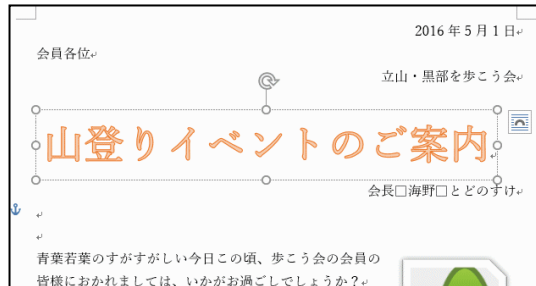 2016 年 5 月 1 日
会員各位
立山・黒部を歩こう会
山登りイベントのご案内
会長□海野□とどのすけ
青葉若葉のすがすがしい今日この頃、歩こう会の会員の
皆様におかれましては、いかがお過ごしでしょうか？